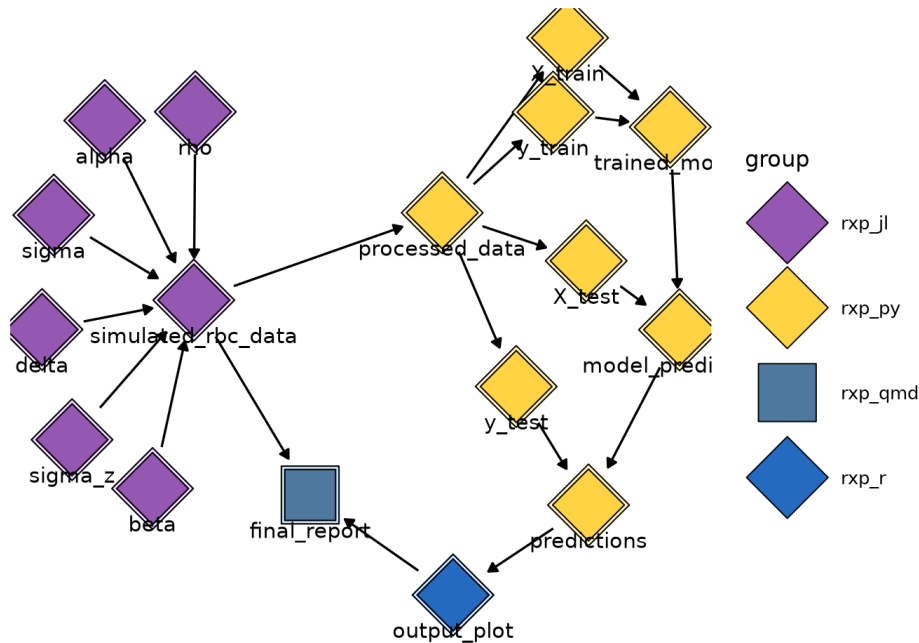 X_train
y_train
alpha
rho
trained_mo
group
rxp_jl
sigma
processed_data
X_test
rxp_py
simulated_rbc_data
delta
model_predi
rxp_qmd
y_test
sigma_z
beta
rxp_r
final_report
predictions
output_plot